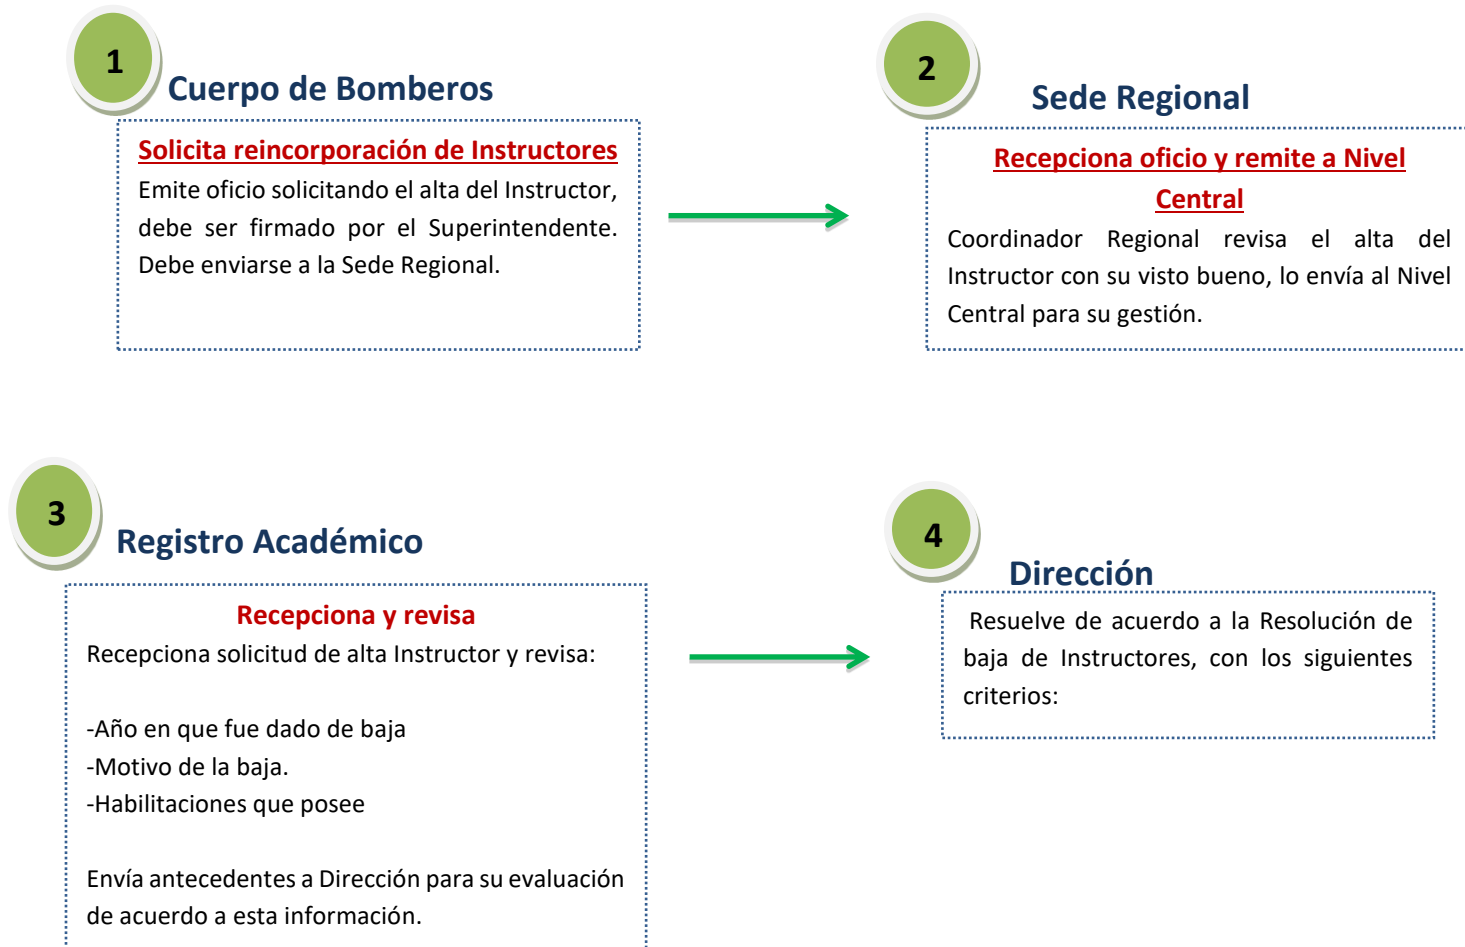 1
Cuerpo de Bomberos
Solicita reincorporación de Instructores
Emite oficio solicitando el alta del Instructor,
debe ser firmado por el Superintendente.
Debe enviarse a la Sede Regional.
2
Sede Regional
Recepciona oficio y remite a Nivel
Central
Coordinador Regional revisa el alta del
Instructor con su visto bueno, lo envía al Nivel
Central para su gestión.
3
Registro Académico
Recepciona y revisa
Recepciona solicitud de alta Instructor y revisa:
-Año en que fue dado de baja
-Motivo de la baja.
-Habilitaciones que posee
Envía antecedentes a Dirección para su evaluación
de acuerdo a esta información.
4
Dirección
Resuelve de acuerdo a la Resolución de
baja de Instructores, con los siguientes
criterios: